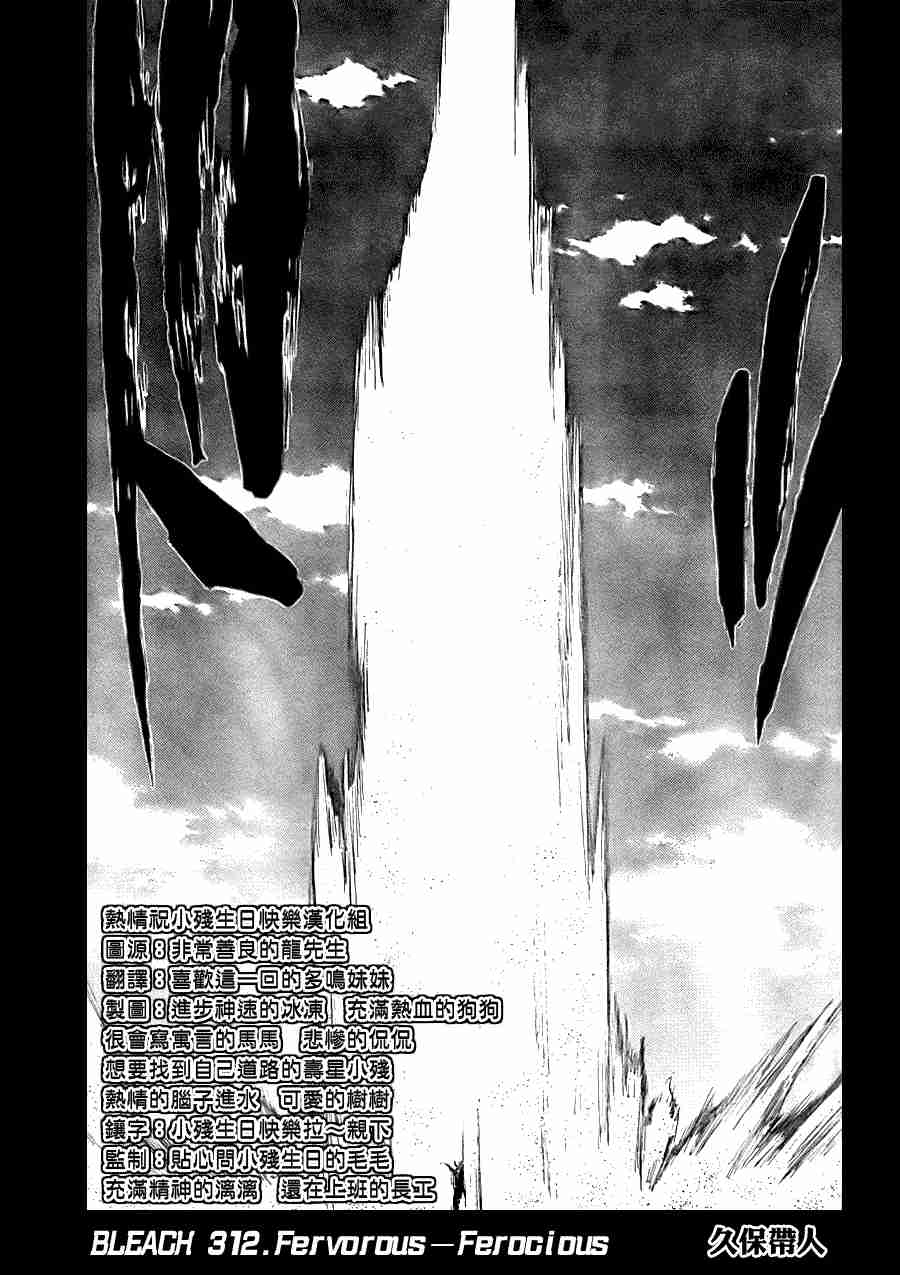 熱情祝小殘生日快樂漢化組
圖源：非常善良的龍先生
翻譯：喜歡這一回的多鳴妹妹
製圖：進步神速的冰凍　充滿熱血的狗狗
很會寫寓言的馬馬　悲慘的侃侃
想要找到自己道路的壽星小殘
熱情的腦子進水　可愛的樹樹
鑲字：小殘生日快樂拉～親下
監制：貼心問小殘生日的毛毛
充滿精神的漓漓　還在上班的長工
BLEACH 312.Fervorous－Ferocious
久保帶人